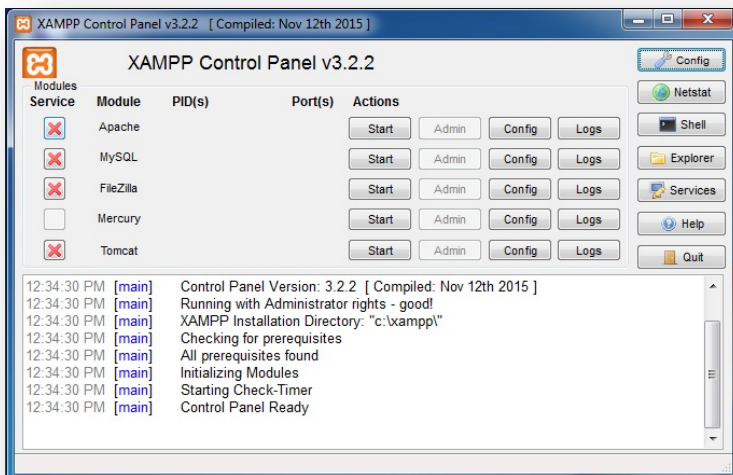 XAMPP Control Panel v3.2.2 [ Compiled: Nov 12th 2015 ]
XAMPP Control Panel v3.2.2
Config
Modules
Service Module PID(s) Port(s) Actions
Netstat
Apache Start Admin Config Logs
Shell
MySQL Start Admin Config Logs
Explorer
FileZilla Start Admin Config Logs
Services
Mercury Start Admin Config Logs
Help
Tomcat Start Admin Config Logs
Quit
12:34:30 PM [main] Control Panel Version: 3.2.2 [ Compiled: Nov 12th 2015 ]
12:34:30 PM [main] Running with Administrator rights - good!
12:34:30 PM [main] XAMPP Installation Directory: "c:\xampp\"
12:34:30 PM [main] Checking for prerequisites
12:34:30 PM [main] All prerequisites found
12:34:30 PM [main] Initializing Modules
12:34:30 PM [main] Starting Check-Timer
12:34:30 PM [main] Control Panel Ready